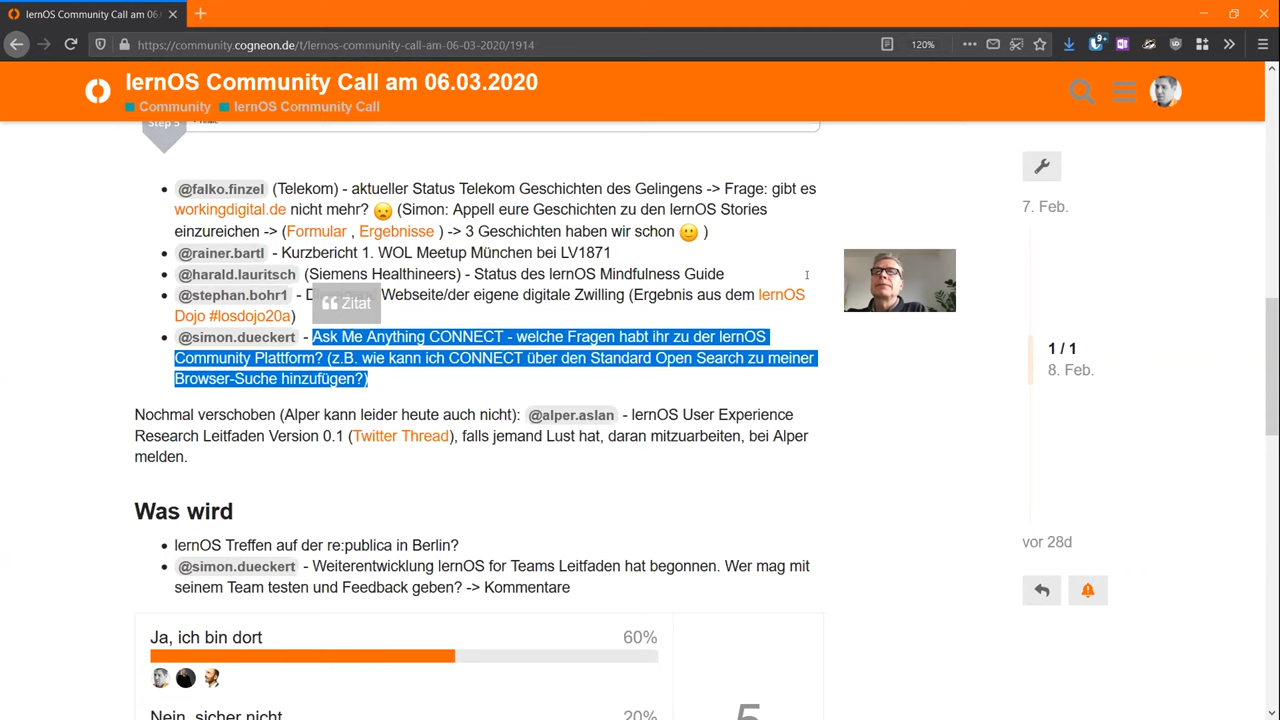 lernOS Community Call am 06.
https://community.cogneon.de/t/lernos-community-call-am-06-03-2020/1914
120%
9+
lernOS Community Call am 06.03.2020
Community lernOS Community Call
Step 3
@falko.finzel (Telekom) - aktueller Status Telekom Geschichten des Gelingens -> Frage: gibt es
workingdigital.de nicht mehr? (Simon: Appell eure Geschichten zu den lernOS Stories
einzureichen -> (Formular , Ergebnisse ) -> 3 Geschichten haben wir schon )
@rainer.bartl - Kurzbericht 1. WOL Meetup München bei LV1871
@harald.lauritsch (Siemens Healthineers) - Status des lernOS Mindfulness Guide
@stephan.bohr1 - Zitat Webseite/der eigene digitale Zwilling (Ergebnis aus dem lernOS
Dojo #losdojo20a)
@simon.dueckert - Ask Me Anything CONNECT - welche Fragen habt ihr zu der lernOS
Community Plattform? (z.B. wie kann ich CONNECT über den Standard Open Search zu meiner
Browser-Suche hinzufügen?)
Nochmal verschoben (Alper kann leider heute auch nicht): @alper.aslan - lernOS User Experience
Research Leitfaden Version 0.1 (Twitter Thread), falls jemand Lust hat, daran mitzuarbeiten, bei Alper
melden.
Was wird
lernOS Treffen auf der re:publica in Berlin?
@simon.dueckert - Weiterentwicklung lernOS for Teams Leitfaden hat begonnen. Wer mag mit
seinem Team testen und Feedback geben? -> Kommentare
Ja, ich bin dort 60%
Nein, sicher nicht 20%
5
7. Feb.
1 / 1
8. Feb.
vor 28d